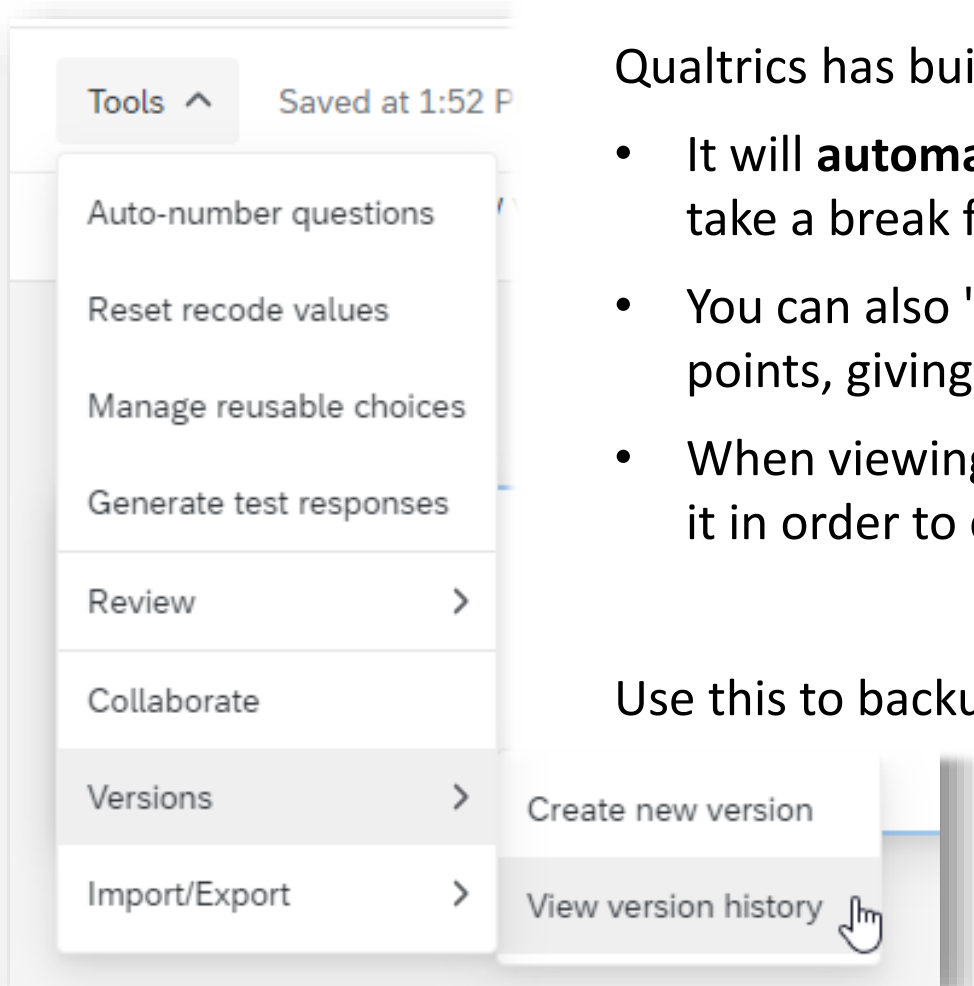 Tools
Saved at 1:52 P
Auto-number questions
Reset recode values
Manage reusable choices
Generate test responses
Review
Collaborate
Versions
Import/Export
Create new version
View version history
Qualtrics has bui
• It will automa
take a break f
• You can also "
points, giving
• When viewing
it in order to
Use this to backu